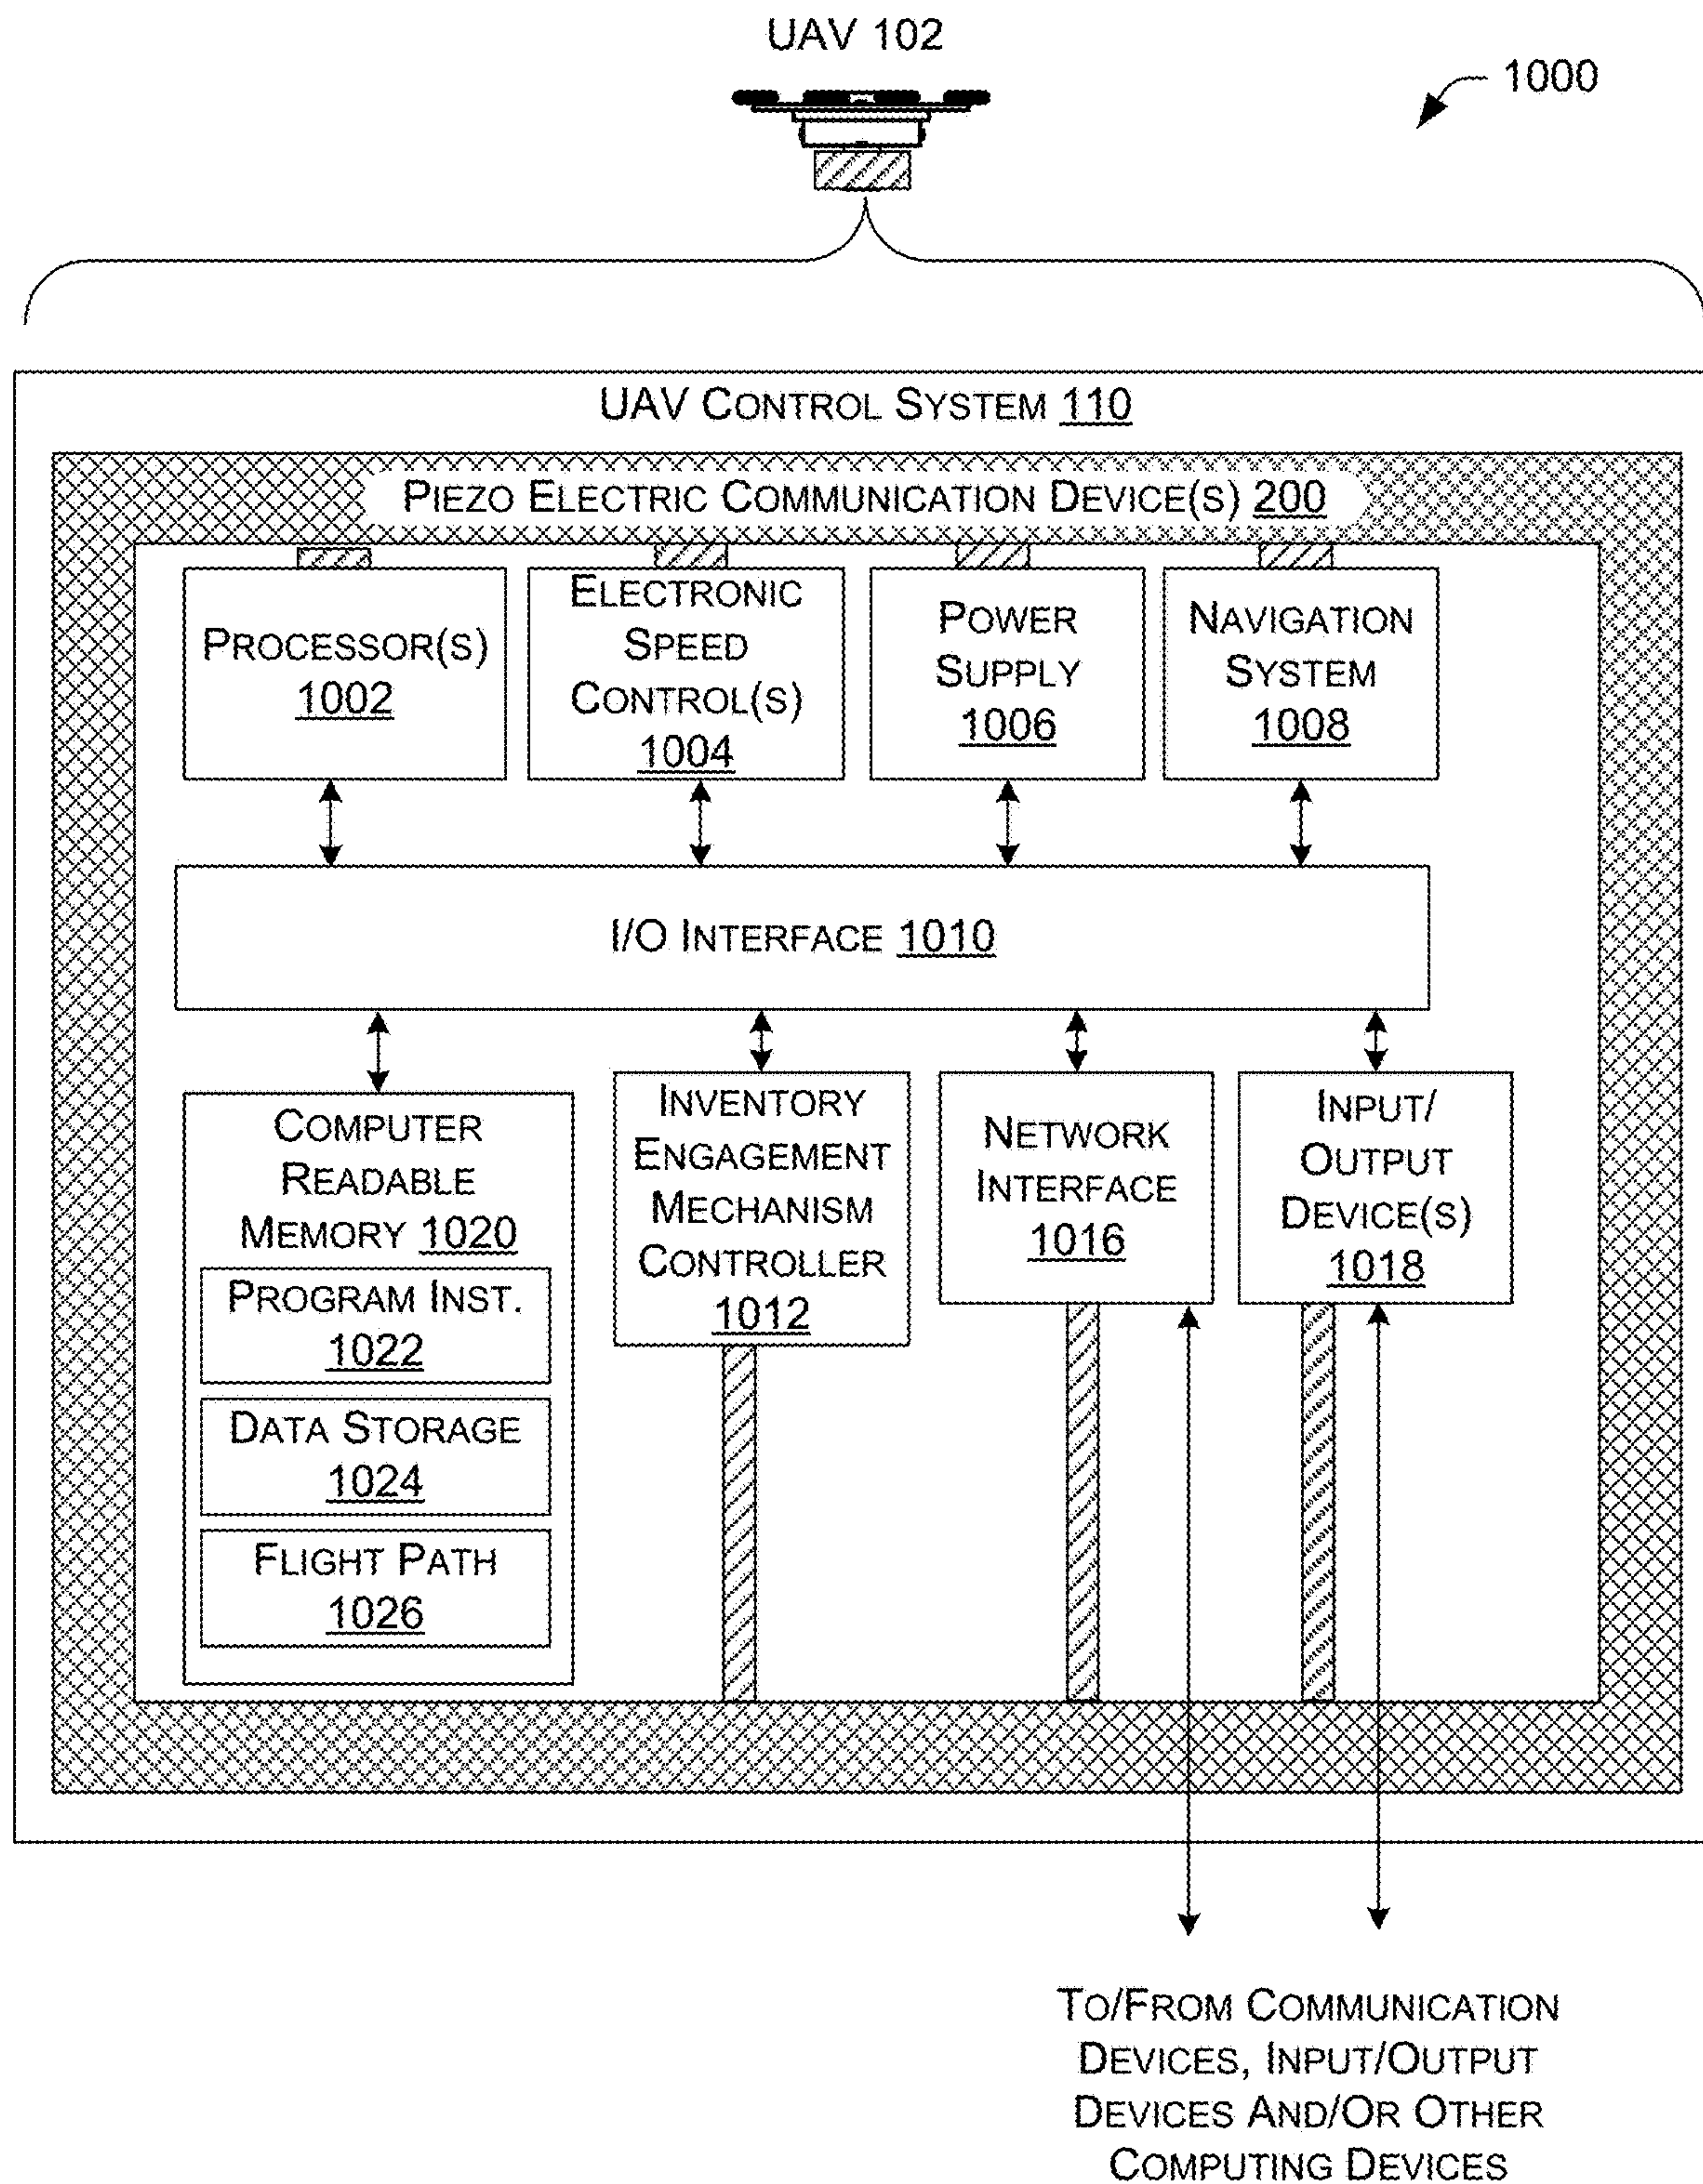 UAV 102
1000
UAV CONTROL SYSTEM 110
PIEZO ELECTRIC COMMUNICATION DEVICE(S) 200
PROCESSOR(S)
1002
ELECTRONIC
SPEED
CONTROL(S)
1004
POWER
SUPPLY
1006
NAVIGATION
SYSTEM
1008
I/O INTERFACE 1010
COMPUTER
READABLE
MEMORY 1020
PROGRAM INST.
1022
DATA STORAGE
1024
FLIGHT PATH
1026
INVENTORY
ENGAGEMENT
MECHANISM
CONTROLLER
1012
NETWORK
INTERFACE
1016
INPUT/
OUTPUT
DEVICE(S)
1018
TO/FROM COMMUNICATION
DEVICES, INPUT/OUTPUT
DEVICES AND/OR OTHER
COMPUTING DEVICES